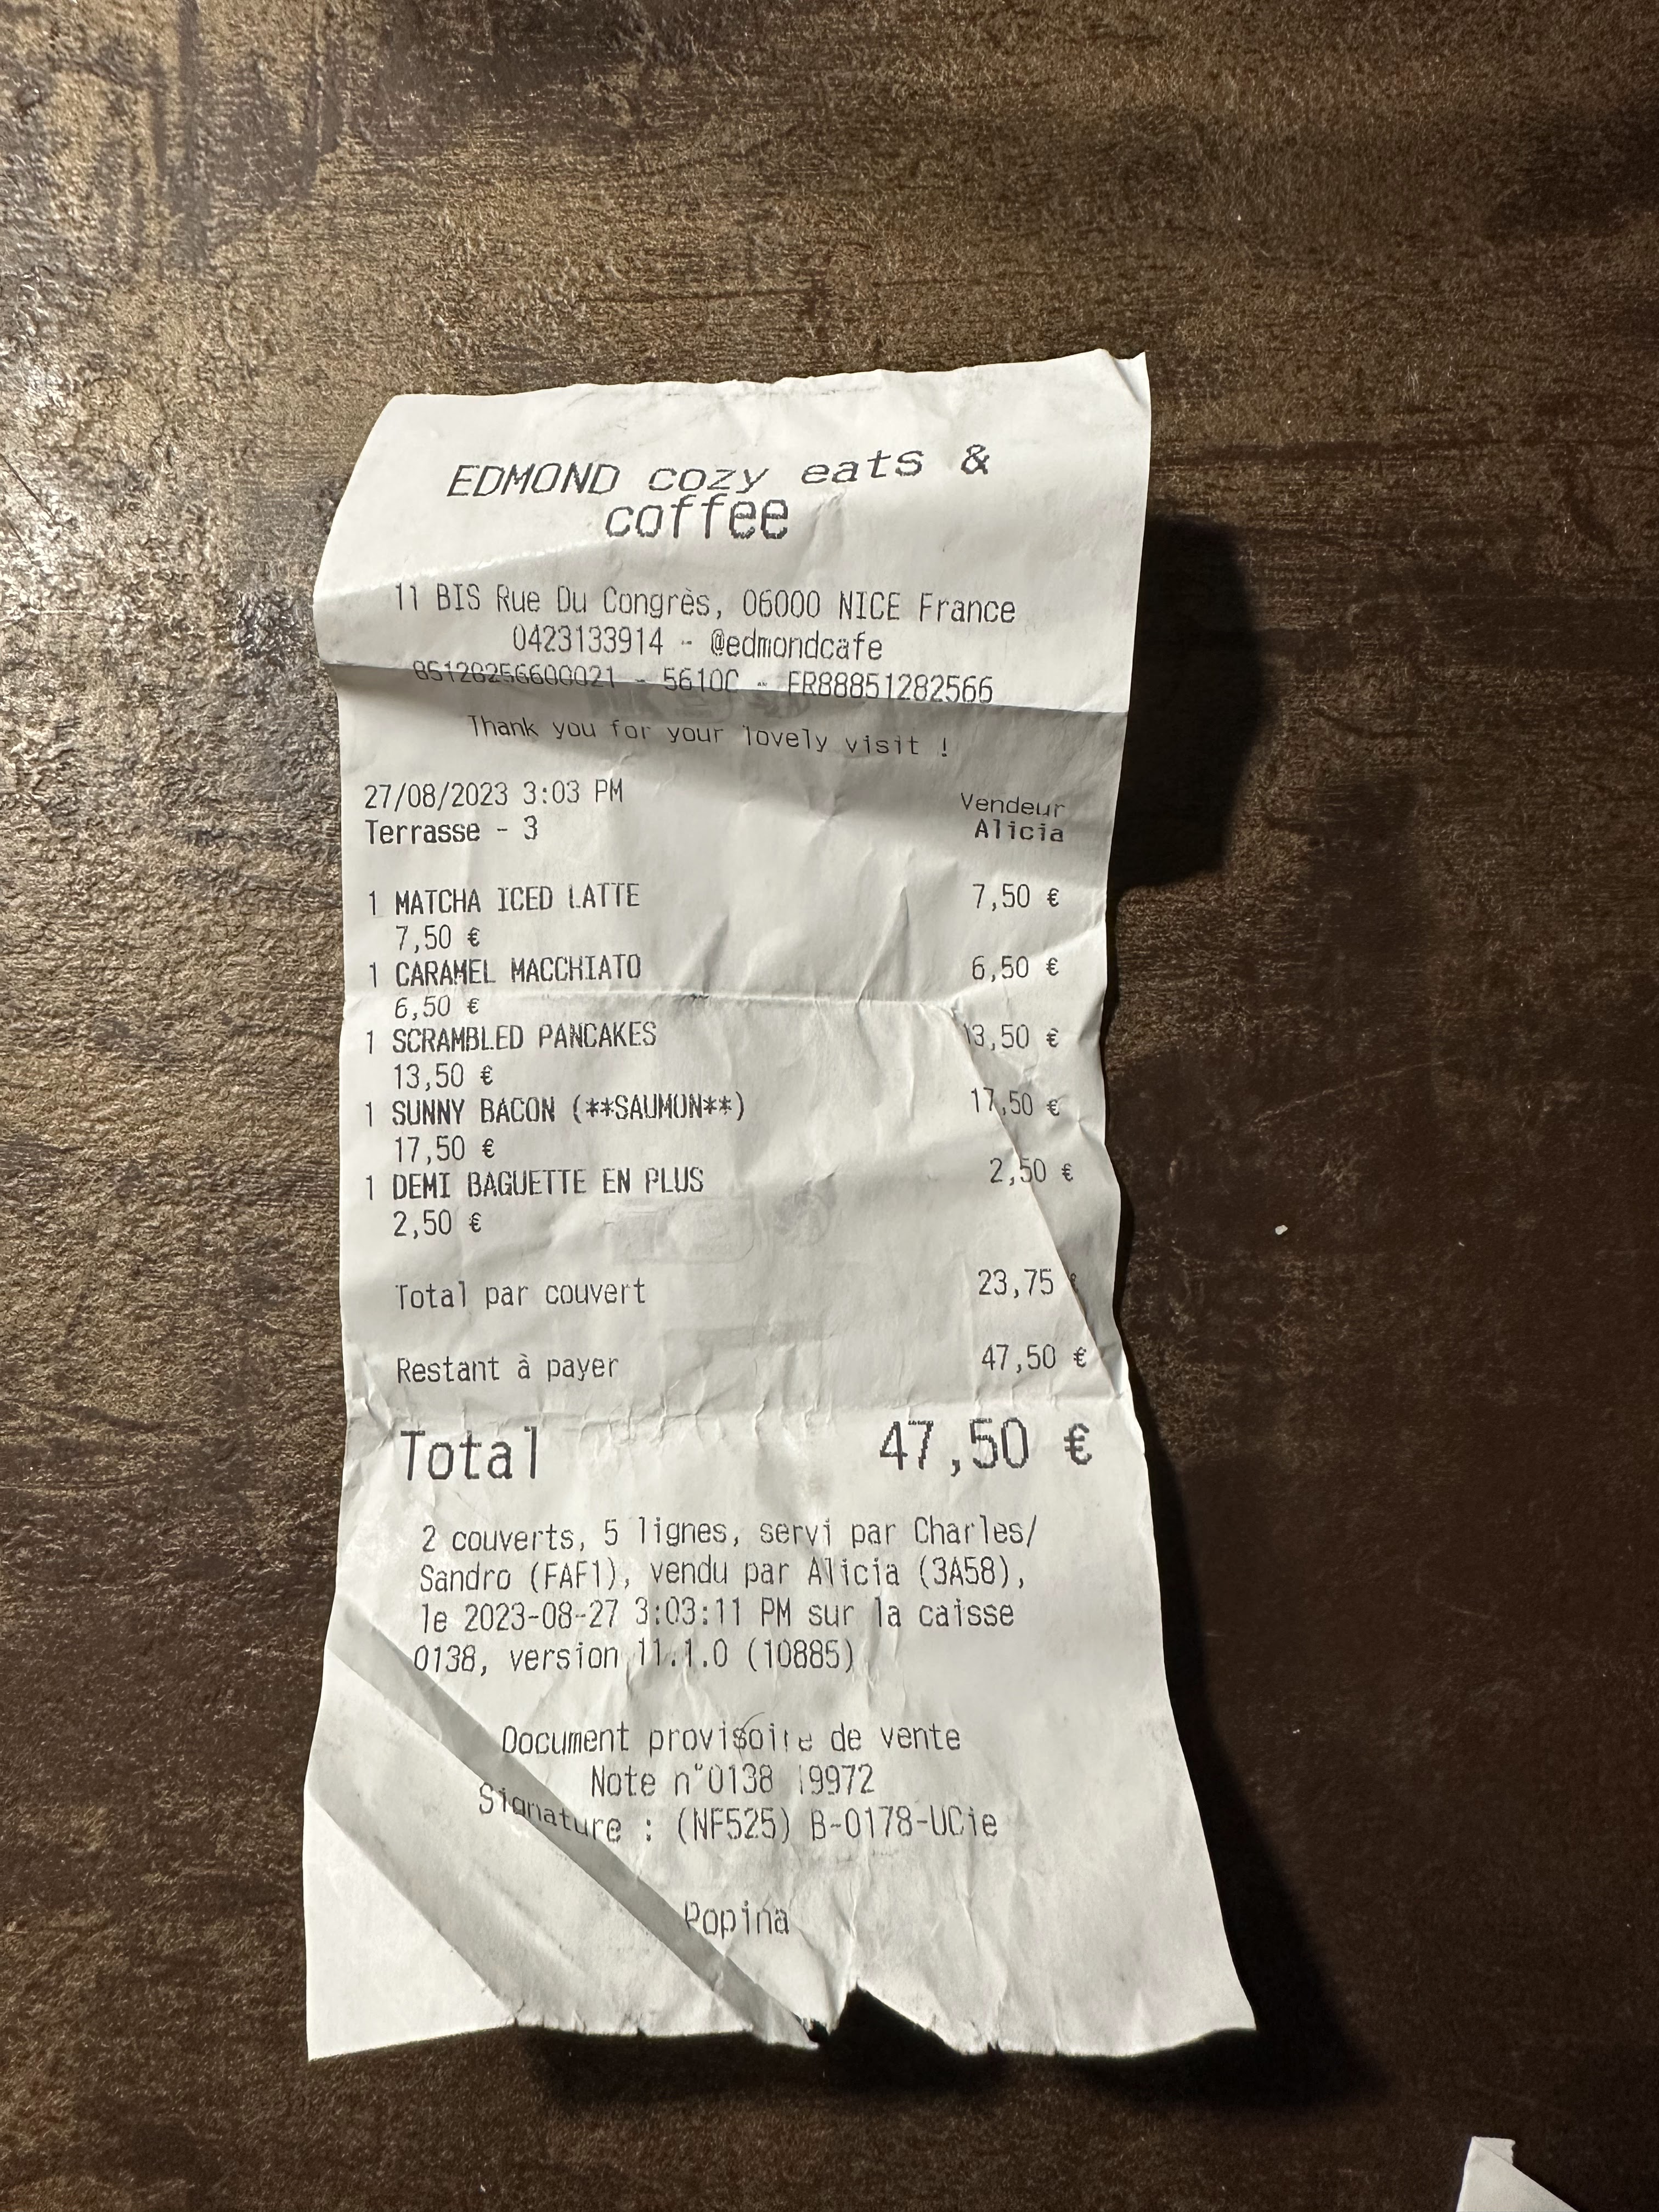 EDMOND cozy eats &
coffee
11 BIS Rue Du Congrès, 06000 NICE France
0423133914 - @edmondcafe
85128256600021 - 5610C - FR88851282566
Thank you for your lovely visit !
27/08/2023 3:03 PM Vendeur
Terrasse - 3 Alicia
1 MATCHA ICED LATTE 7,50 €
7,50 €
1 CARAMEL MACCHIATO 6,50 €
6,50 €
1 SCRAMBLED PANCAKES 13,50 €
13,50 €
1 SUNNY BACON (**SAUMON**) 17,50 €
17,50 €
1 DEMI BAGUETTE EN PLUS 2,50 €
2,50 €
Total par couvert 23,75 €
Restant à payer 47,50 €
Total 47,50 €
2 couverts, 5 lignes, servi par Charles/
Sandro (FAF1), vendu par Alicia (3A58),
le 2023-08-27 3:03:11 PM sur la caisse
0138, version 11.1.0 (10885)
Document provisoire de vente
Note n°0138 19972
Signature : (NF525) B-0178-UCie
Popina